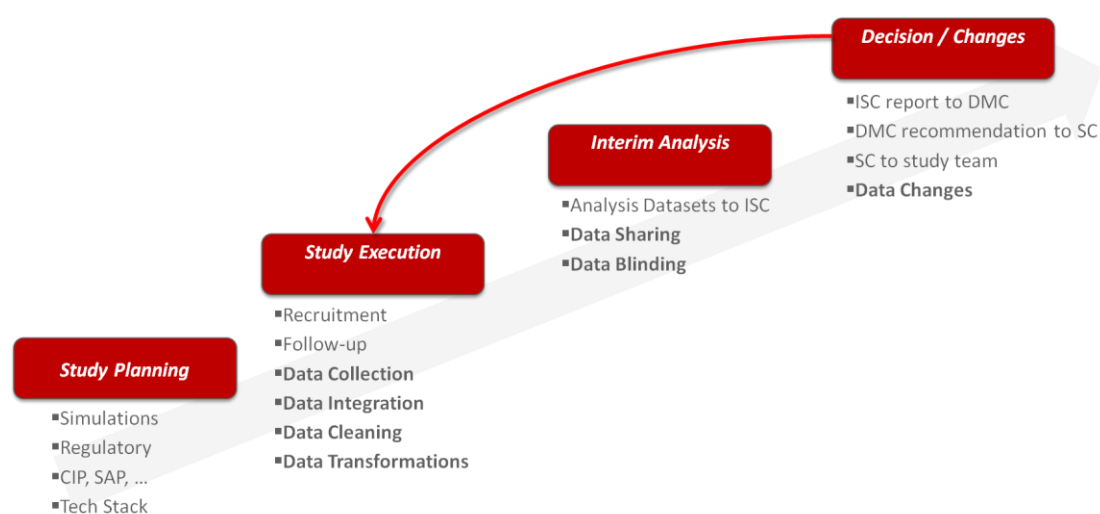 Decision / Changes
▪ISC report to DMC
▪DMC recommendation to SC
▪SC to study team
▪Data Changes
Interim Analysis
▪Analysis Datasets to ISC
▪Data Sharing
▪Data Blinding
Study Execution
▪Recruitment
▪Follow-up
▪Data Collection
▪Data Integration
▪Data Cleaning
▪Data Transformations
Study Planning
▪Simulations
▪Regulatory
▪CIP, SAP, ...
▪Tech Stack